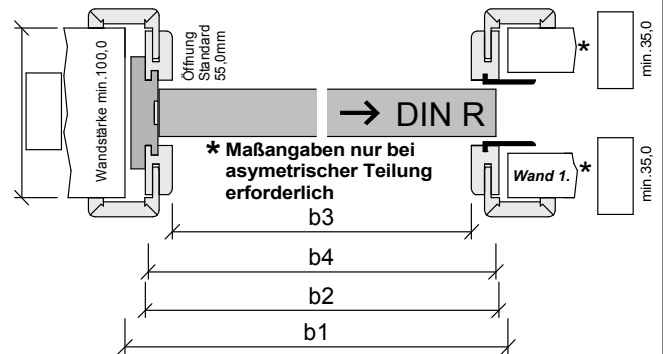 Wandstärke min.100,0
Öffnung
Standard
55,0mm
*
min.35,0
→ DIN R
* Maßangaben nur bei
asymetrischer Teilung
erforderlich
Wand 1.
*
min.35,0
b3
b4
b2
b1